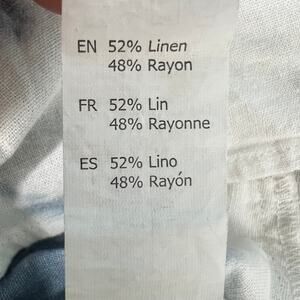 EN 52% Linen
48% Rayon
FR 52% Lin
48% Rayonne
ES 52% Lino
48% Rayón